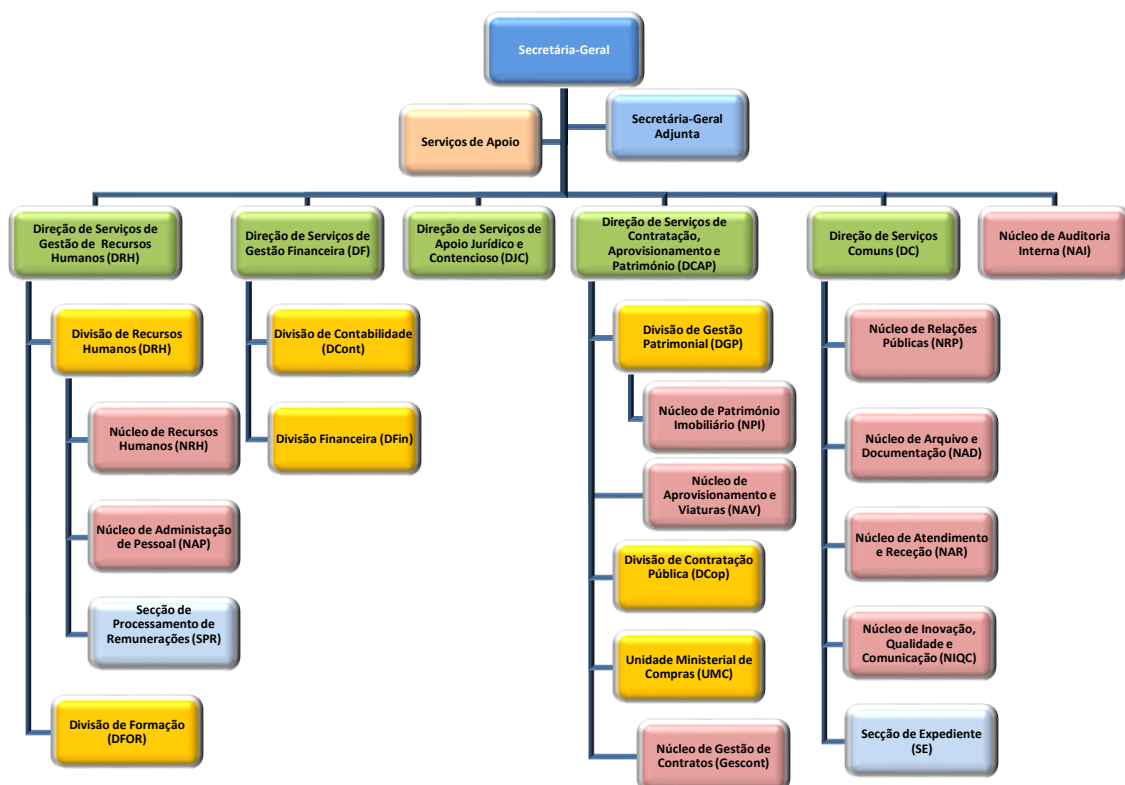 Secretária-Geral
Serviços de Apoio
Secretária-Geral
Adjunta
Direção de Serviços de
Gestão de Recursos
Humanos (DRH)
Direção de Serviços de
Gestão Financeira (DF)
Direção de Serviços de
Apoio Jurídico e
Contencioso (DJC)
Direção de Serviços de
Contratação,
Aprovisionamento e
Património (DCAP)
Direção de Serviços
Comuns (DC)
Núcleo de Auditoria
Interna (NAI)
Divisão de Recursos
Humanos (DRH)
Núcleo de Recursos
Humanos (NRH)
Núcleo de Administação
de Pessoal (NAP)
Secção de
Processamento de
Remunerações (SPR)
Divisão de Formação
(DFOR)
Divisão de Contabilidade
(DCont)
Divisão Financeira (DFin)
Divisão de Gestão
Patrimonial (DGP)
Núcleo de Património
Imobiliário (NPI)
Núcleo de
Aprovisionamento e
Viaturas (NAV)
Divisão de Contratação
Pública (DCop)
Unidade Ministerial de
Compras (UMC)
Núcleo de Gestão de
Contratos (Gescont)
Núcleo de Relações
Públicas (NRP)
Núcleo de Arquivo e
Documentação (NAD)
Núcleo de Atendimento
e Receção (NAR)
Núcleo de Inovação,
Qualidade e
Comunicação (NIQC)
Secção de Expediente
(SE)